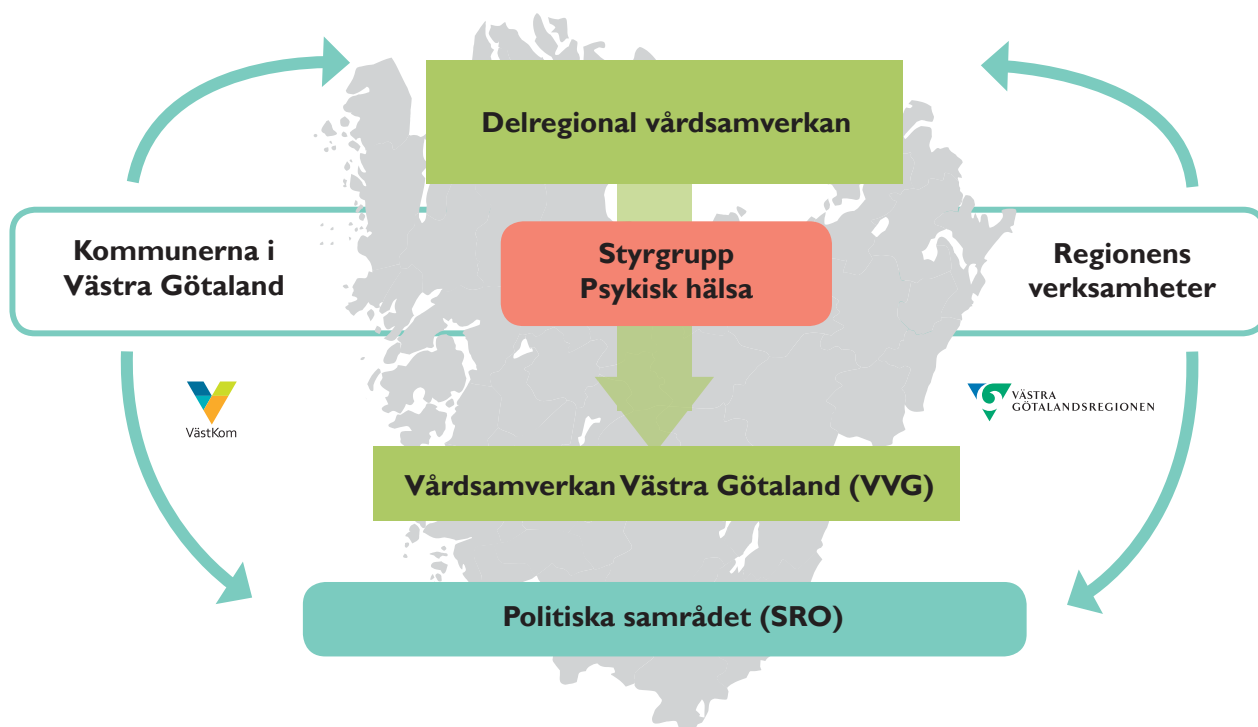 Delregional vårdsamverkan
Kommunerna i
Västra Götaland
Styrgrupp
Psykisk hälsa
Regionens
verksamheter
VästKom
VÄSTRA
GÖTALANDSREGIONEN
Vårdsamverkan Västra Götaland (VVG)
Politiska samrådet (SRO)